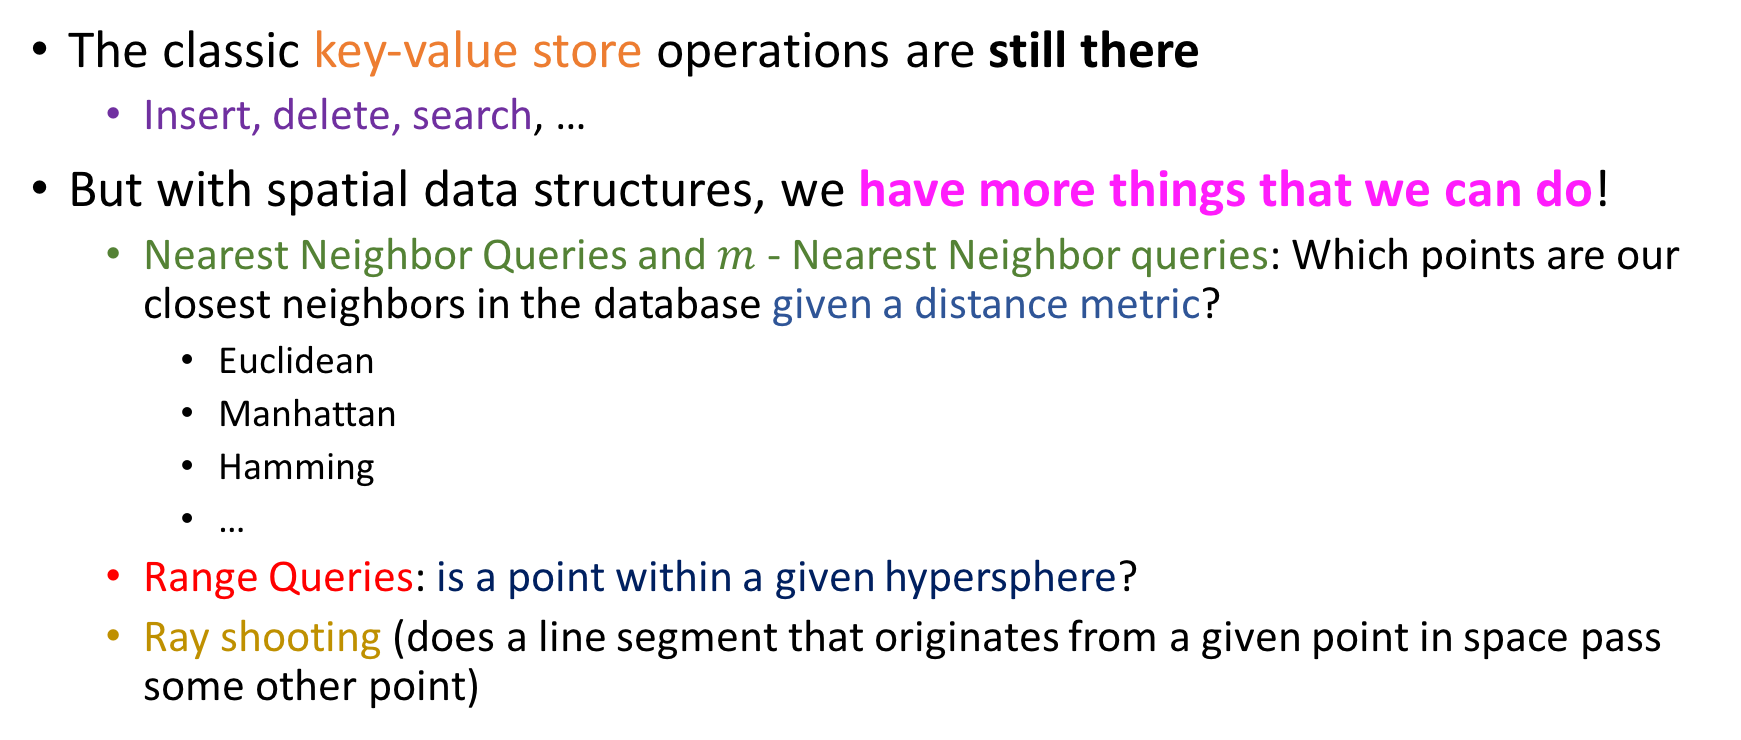 • The classic key-value store operations are still there
• Insert, delete, search, …
• But with spatial data structures, we have more things that we can do!
• Nearest Neighbor Queries and 𝑚 - Nearest Neighbor queries: Which points are our
closest neighbors in the database given a distance metric?
• Euclidean
• Manhattan
• Hamming
• …
• Range Queries: is a point within a given hypersphere?
• Ray shooting (does a line segment that originates from a given point in space pass
some other point)